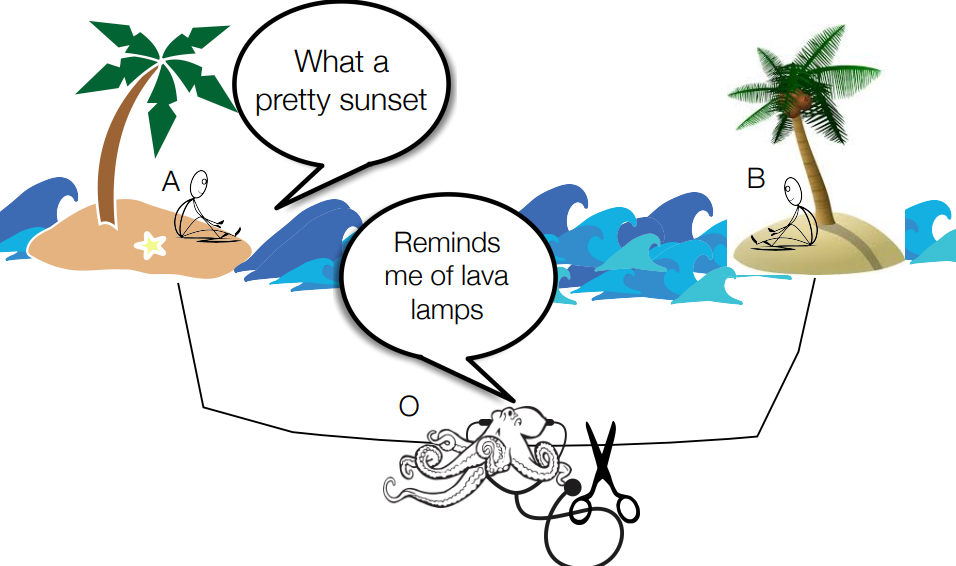 What a
pretty sunset
A
B
Reminds
me of lava
lamps
O